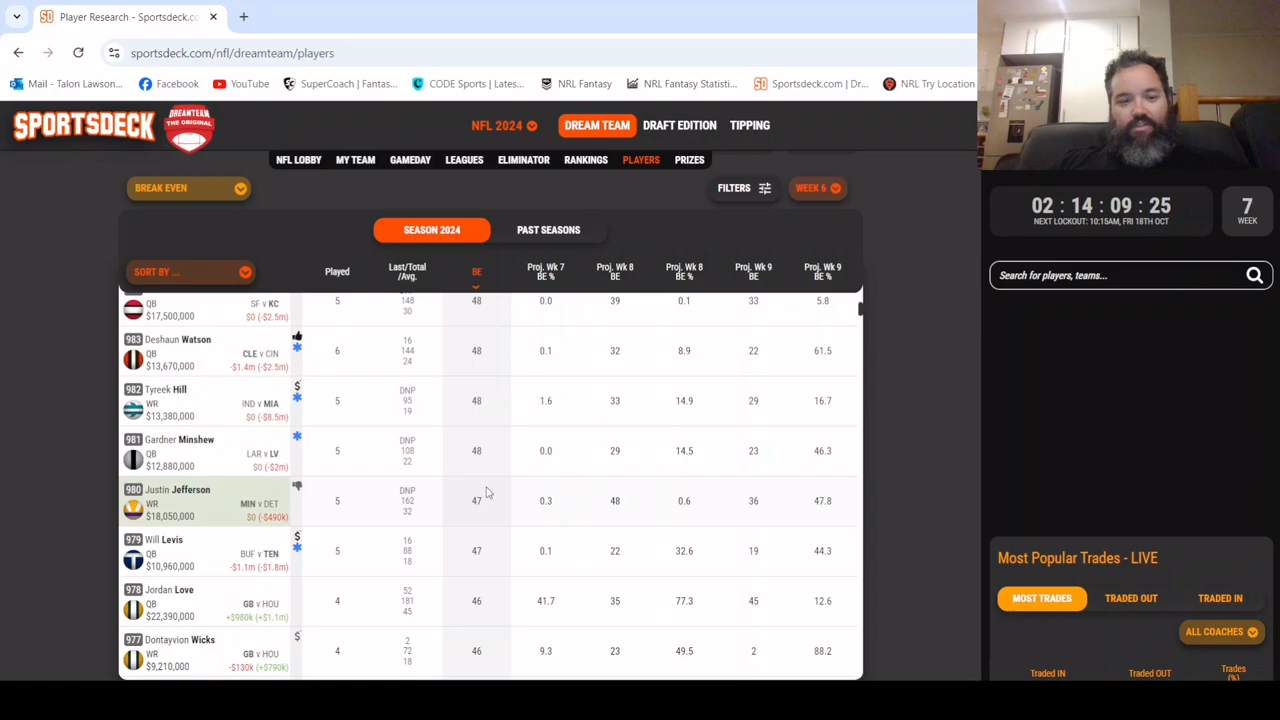 Player Research - Sportsdeck.cc
sportsdeck.com/nfl/dreamteam/players
Mail - Talon Lawson... Facebook YouTube SuperCoach | Fantas... CODE Sports | Lates... NRL Fantasy NRL Fantasy Statisti... Sportsdeck.com | Dr... NRL Try Location
SPORTSDECK DREAMTEAM THE ORIGINAL NFL 2024 DREAM TEAM DRAFT EDITION TIPPING
NFL LOBBY MY TEAM GAMEDAY LEAGUES ELIMINATOR RANKINGS PLAYERS PRIZES
BREAK EVEN FILTERS WEEK 6
SEASON 2024 PAST SEASONS
SORT BY ... Played Last/Total /Avg. BE Proj. Wk 7 BE % Proj. Wk 8 BE Proj. Wk 8 BE % Proj. Wk 9 BE Proj. Wk 9 BE %
QB SF v KC 5 148 48 0.0 39 0.1 33 5.8
$17,500,000 $0 (-$2.5m) 30
983 Deshaun Watson 16
QB CLE v CIN 6 144 48 0.1 32 8.9 22 61.5
$13,670,000 -$1.4m (-$2.5m) 24
982 Tyreek Hill $ DNP
WR IND v MIA 5 95 48 1.6 33 14.9 29 16.7
$13,380,000 $0 (-$8.5m) 19
981 Gardner Minshew DNP
QB LAR v LV 5 108 48 0.0 29 14.5 23 46.3
$12,880,000 $0 (-$2m) 22
980 Justin Jefferson DNP
WR MIN v DET 5 162 47 0.3 48 0.6 36 47.8
$18,050,000 $0 (-$490k) 32
979 Will Levis $ 16
QB BUF v TEN 5 88 47 0.1 22 32.6 19 44.3
$10,960,000 -$1.1m (-$1.8m) 18
978 Jordan Love 52
QB GB v HOU 4 181 46 41.7 35 77.3 45 12.6
$22,390,000 +$980k (+$1.1m) 45
977 Dontayvion Wicks $ 2
WR GB v HOU 4 72 46 9.3 23 49.5 2 88.2
$9,210,000 -$130k (+$790k) 18
02 : 14 : 09 : 25 7
NEXT LOCKOUT: 10:15AM, FRI 18TH OCT WEEK
Search for players, teams...
Most Popular Trades - LIVE
MOST TRADES TRADED OUT TRADED IN
ALL COACHES
Traded IN Traded OUT Trades (%)